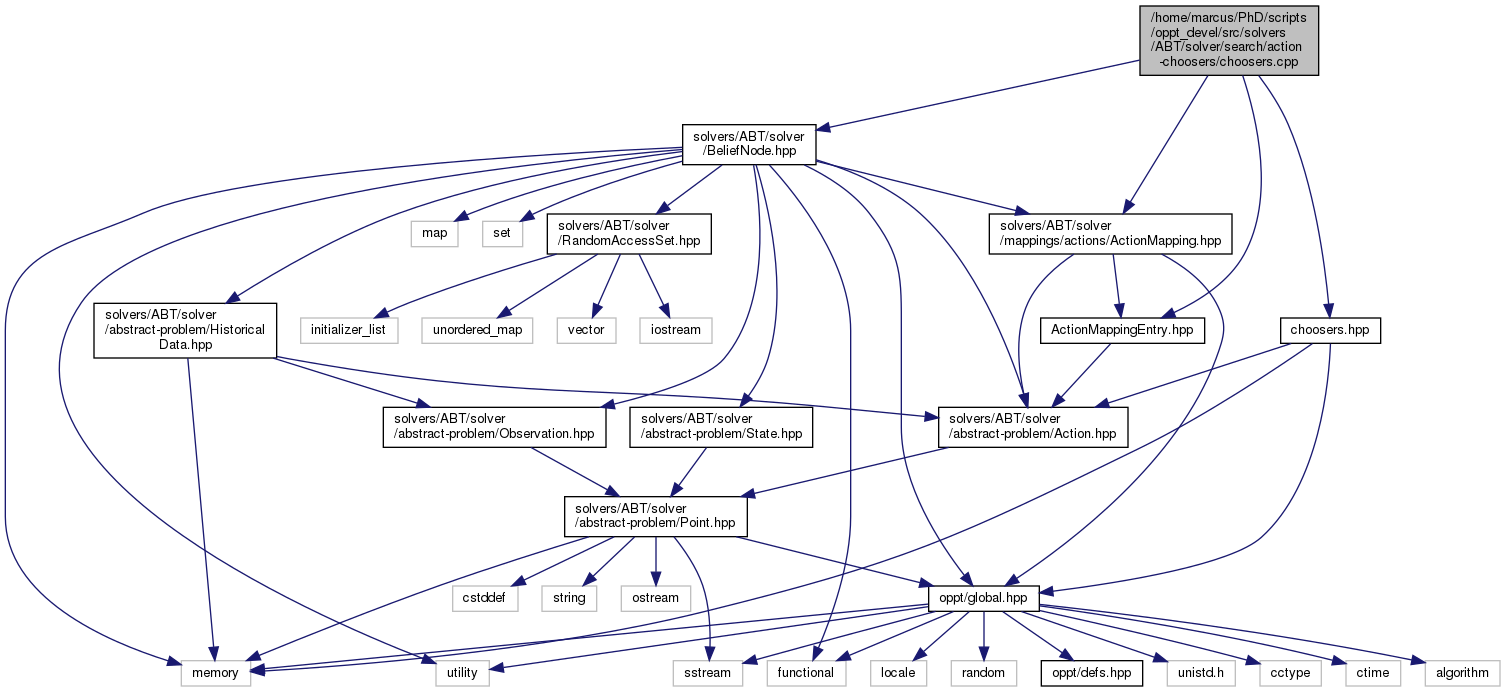 /home/marcus/PhD/scripts
/oppt_devel/src/solvers
/ABT/solver/search/action
-choosers/choosers.cpp
solvers/ABT/solver
/BeliefNode.hpp
map
set
solvers/ABT/solver
/RandomAccessSet.hpp
solvers/ABT/solver
/mappings/actions/ActionMapping.hpp
solvers/ABT/solver
/abstract-problem/Historical
Data.hpp
initializer_list
unordered_map
vector
iostream
ActionMappingEntry.hpp
choosers.hpp
solvers/ABT/solver
/abstract-problem/Observation.hpp
solvers/ABT/solver
/abstract-problem/State.hpp
solvers/ABT/solver
/abstract-problem/Action.hpp
solvers/ABT/solver
/abstract-problem/Point.hpp
cstddef
string
ostream
oppt/global.hpp
memory
utility
sstream
functional
locale
random
oppt/defs.hpp
unistd.h
cctype
ctime
algorithm